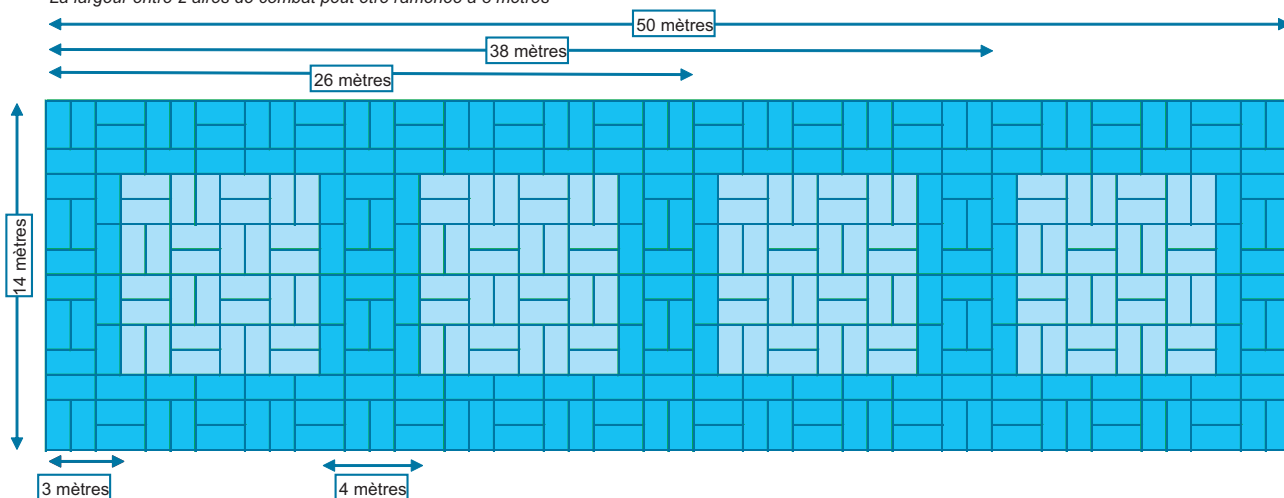 La largeur entre 2 aires de combat peut être ramenée à mètres
50 mètres
38 mètres
26 mètres
14 mètres
3 mètres
4 mètres